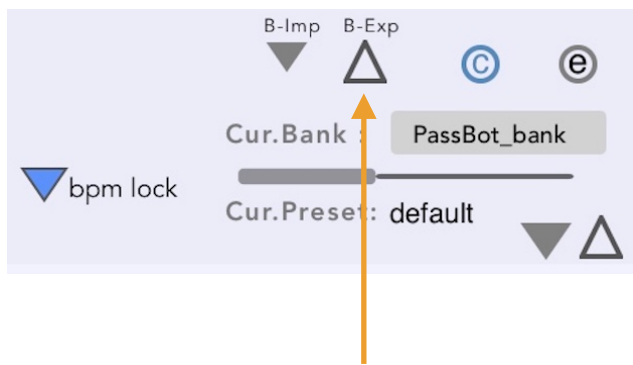 B-Imp B-Exp
© e
Cur.Bank : PassBot_bank
bpm lock
Cur.Preset: default